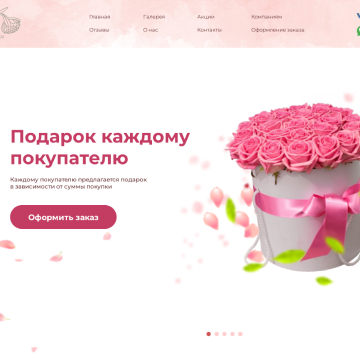 Главная Галерея Акции Компаниям
Отзывы О нас Контакты Оформление заказа
Подарок каждому
покупателю
Каждому покупателю предлагается подарок
в зависимости от суммы покупки
Оформить заказ